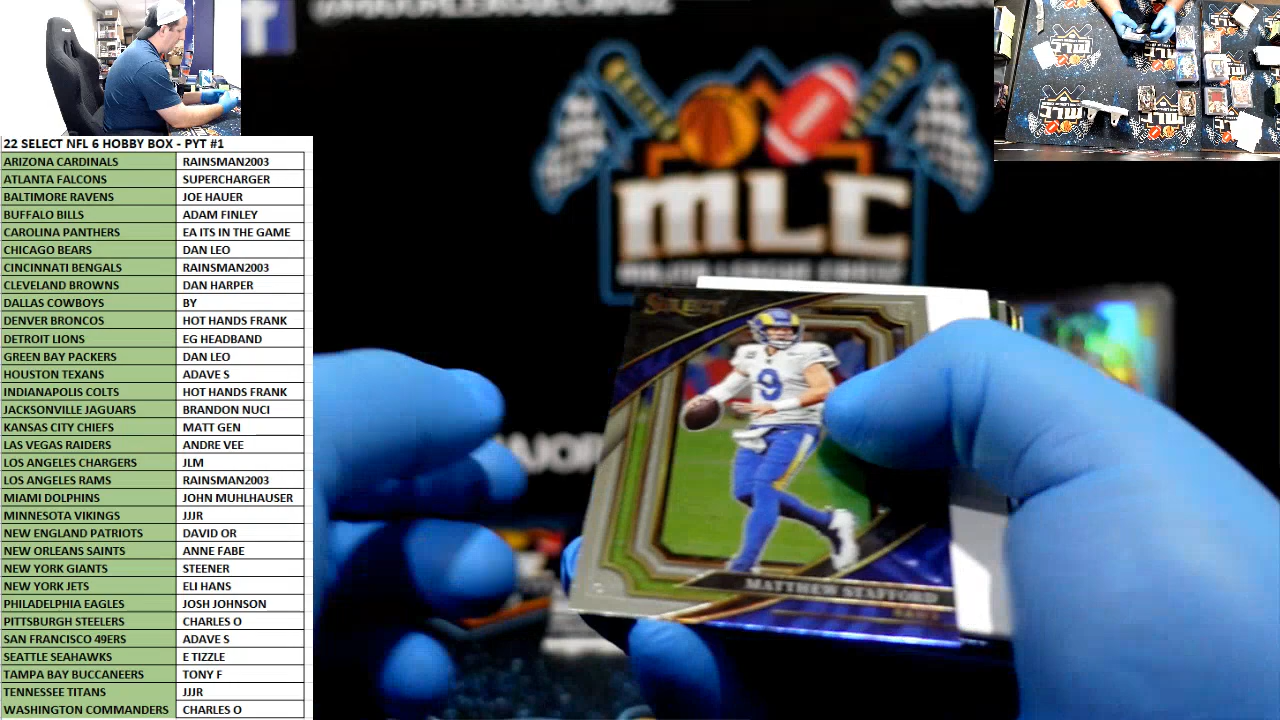 22 SELECT NFL 6 HOBBY BOX - PYT #1
ARIZONA CARDINALS RAINSMAN2003
ATLANTA FALCONS SUPERCHARGER
BALTIMORE RAVENS JOE HAUER
BUFFALO BILLS ADAM FINLEY
CAROLINA PANTHERS EA ITS IN THE GAME
CHICAGO BEARS DAN LEO
CINCINNATI BENGALS RAINSMAN2003
CLEVELAND BROWNS DAN HARPER
DALLAS COWBOYS BY
DENVER BRONCOS HOT HANDS FRANK
DETROIT LIONS EG HEADBAND
GREEN BAY PACKERS DAN LEO
HOUSTON TEXANS ADAVE S
INDIANAPOLIS COLTS HOT HANDS FRANK
JACKSONVILLE JAGUARS BRANDON NUCI
KANSAS CITY CHIEFS MATT GEN
LAS VEGAS RAIDERS ANDRE VEE
LOS ANGELES CHARGERS JLM
LOS ANGELES RAMS RAINSMAN2003
MIAMI DOLPHINS JOHN MUHLHAUSER
MINNESOTA VIKINGS JJJR
NEW ENGLAND PATRIOTS DAVID OR
NEW ORLEANS SAINTS ANNE FABE
NEW YORK GIANTS STEENER
NEW YORK JETS ELI HANS
PHILADELPHIA EAGLES JOSH JOHNSON
PITTSBURGH STEELERS CHARLES O
SAN FRANCISCO 49ERS ADAVE S
SEATTLE SEAHAWKS E TIZZLE
TAMPA BAY BUCCANEERS TONY F
TENNESSEE TITANS JJJR
WASHINGTON COMMANDERS CHARLES O
MLC
SELECT
9
MATTHEW STAFFORD